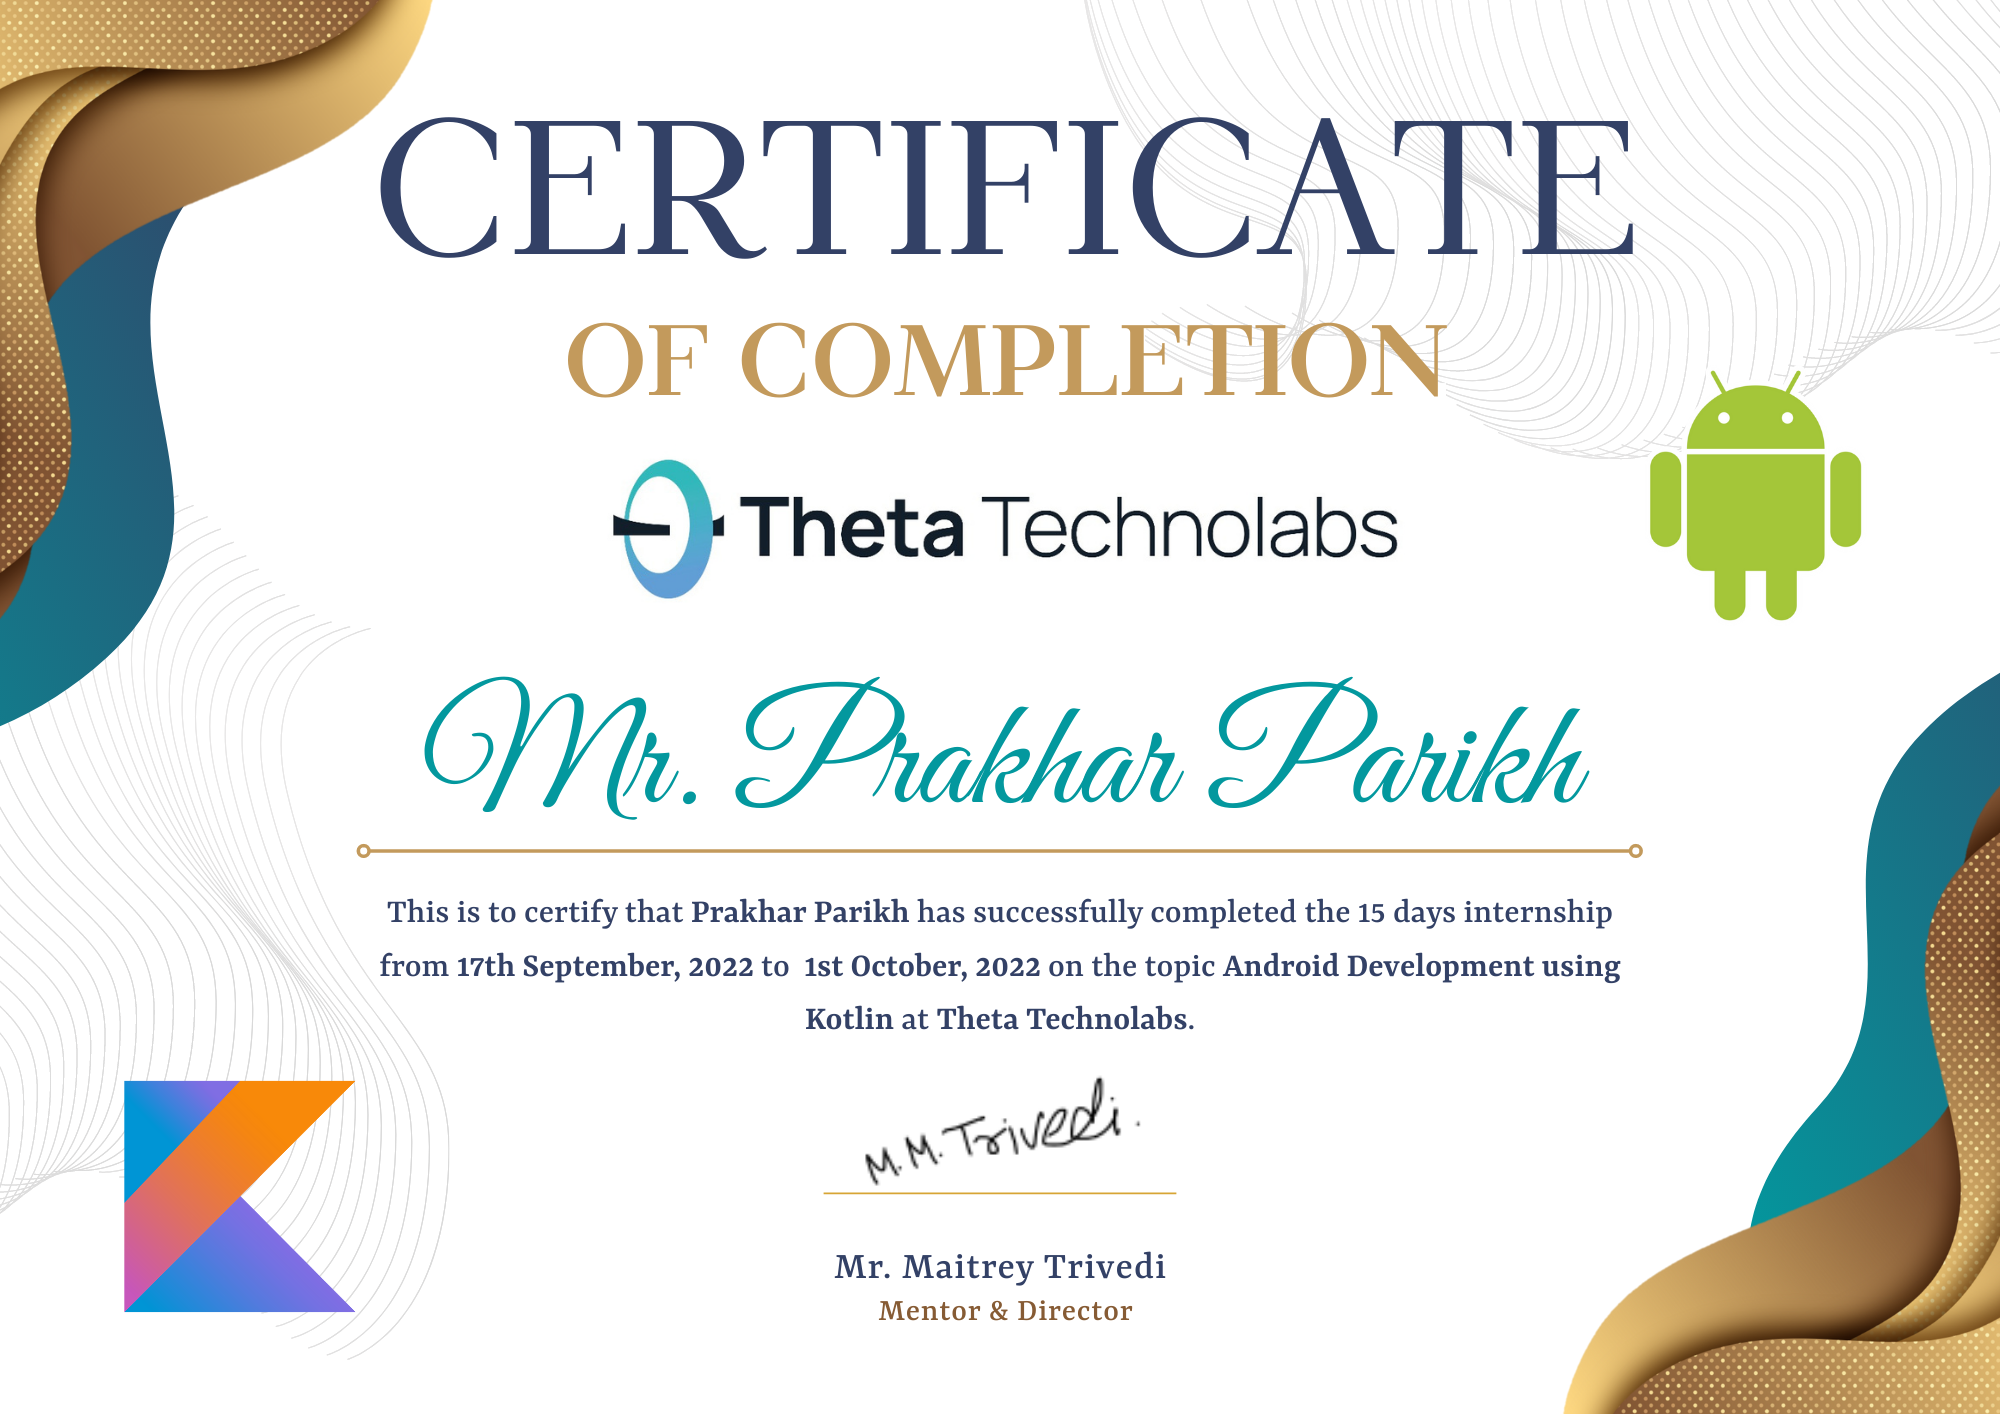 CERTIFICATE
OF COMPLETION
Theta Technolabs
Mr. Prakhar Parikh
This is to certify that Prakhar Parikh has successfully completed the 15 days internship
from 17th September, 2022 to 1st October, 2022 on the topic Android Development using
Kotlin at Theta Technolabs.
M.M.Trivedi.
Mr. Maitrey Trivedi
Mentor & Director